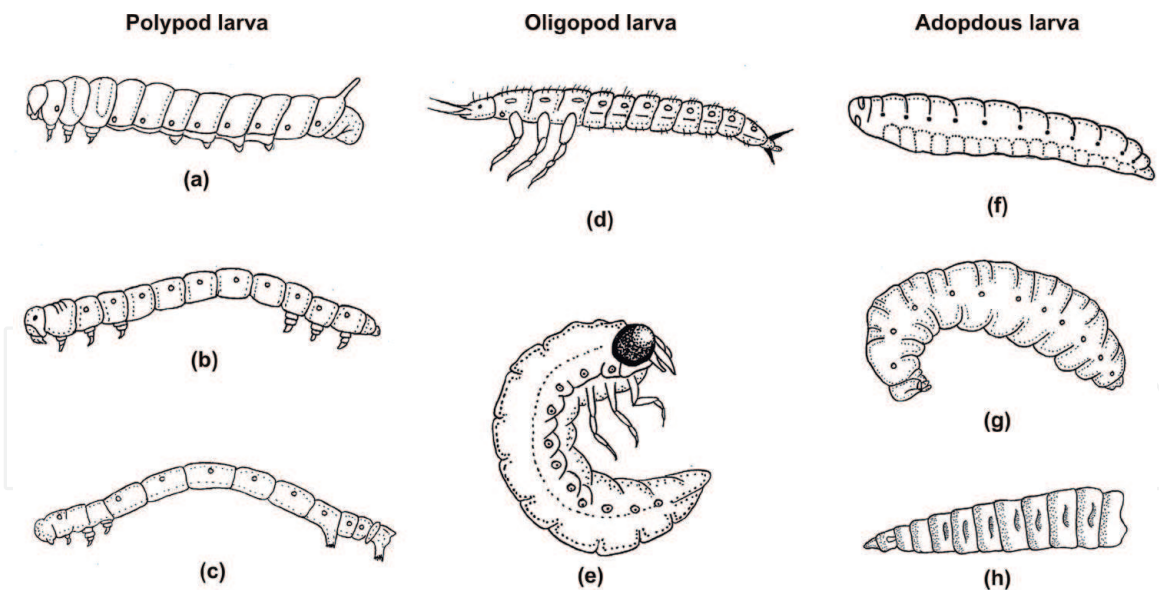 Polypod larva
Oligopod larva
Adopdous larva
(a)
(d)
(f)
(b)
(e)
(g)
(c)
(h)